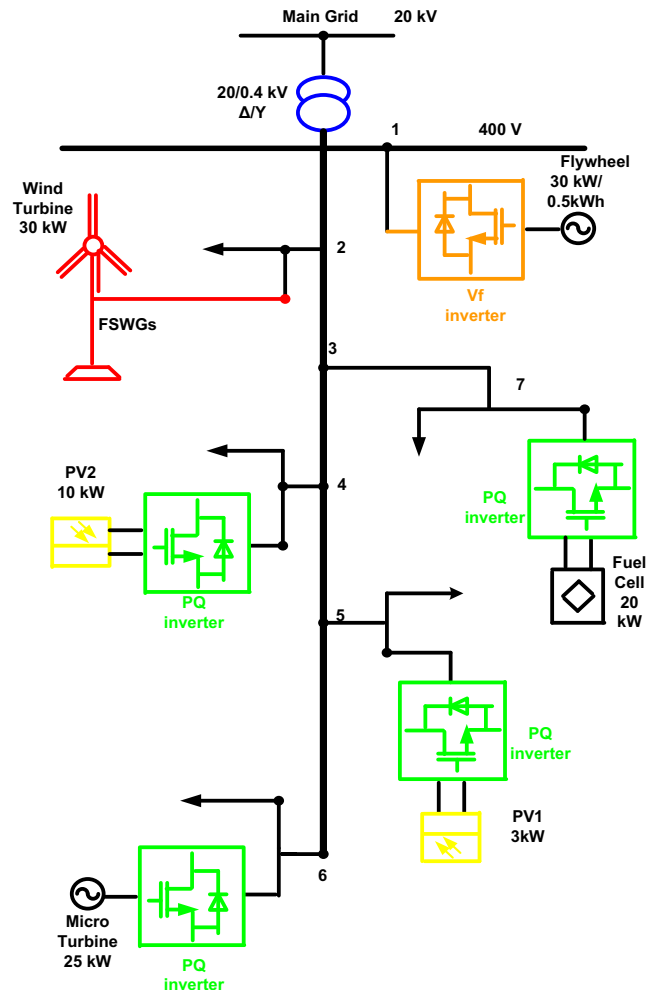 Main Grid 20 kV
20/0.4 kV
Δ/Y
1
400 V
Wind
Turbine
30 kW
Flywheel
30 kW/
0.5kWh
2
Vf
inverter
FSWGs
3
7
PV2
10 kW
4
PQ
inverter
PQ
inverter
Fuel
Cell
20
kW
5
PQ
inverter
PV1
3kW
6
Micro
Turbine
25 kW
PQ
inverter